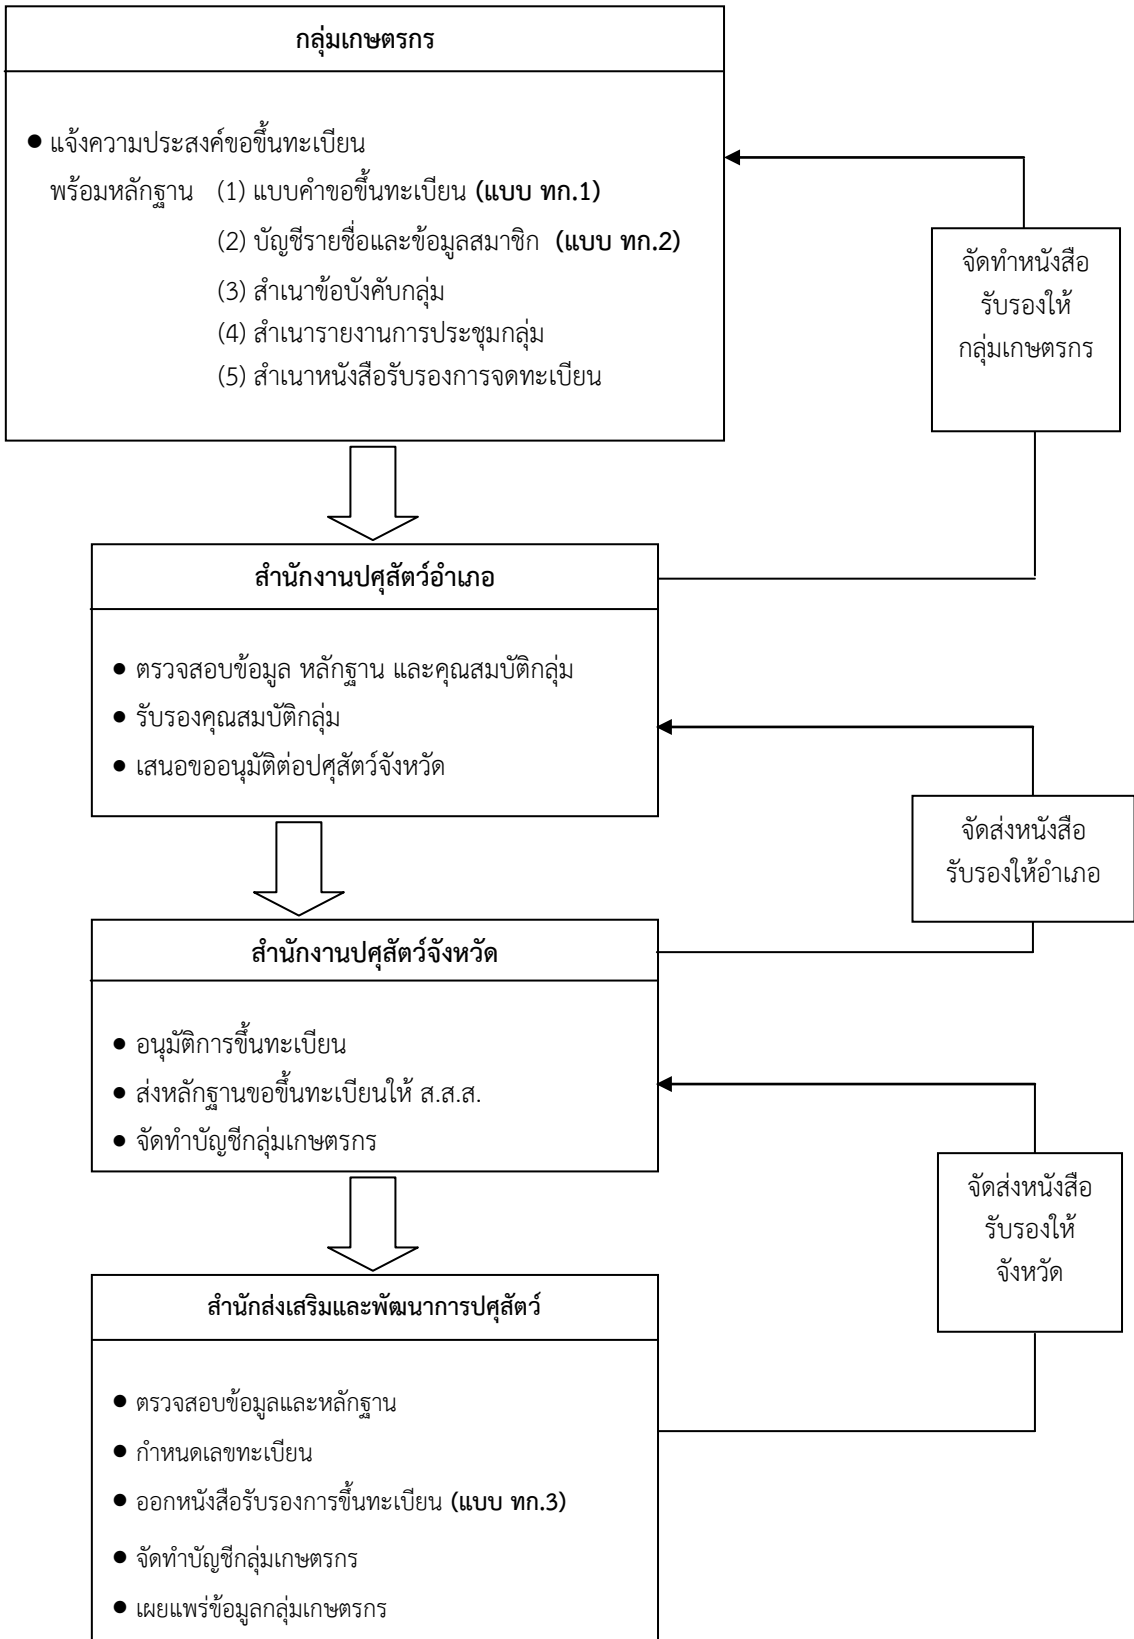 กลุ่มเกษตรกร
● แจ้งความประสงค์ขอขึ้นทะเบียน
พร้อมหลักฐาน (1) แบบคำขอขึ้นทะเบียน (แบบ ทก.1)
(2) บัญชีรายชื่อและข้อมูลสมาชิก (แบบ ทก.2)
(3) สำเนาข้อบังคับกลุ่ม
(4) สำเนารายงานการประชุมกลุ่ม
(5) สำเนาหนังสือรับรองการจดทะเบียน
จัดทำหนังสือ
รับรองให้
กลุ่มเกษตรกร
สำนักงานปศุสัตว์อำเภอ
● ตรวจสอบข้อมูล หลักฐาน และคุณสมบัติกลุ่ม
● รับรองคุณสมบัติกลุ่ม
● เสนอขออนุมัติต่อปศุสัตว์จังหวัด
จัดส่งหนังสือ
รับรองให้อำเภอ
สำนักงานปศุสัตว์จังหวัด
● อนุมัติการขึ้นทะเบียน
● ส่งหลักฐานขอขึ้นทะเบียนให้ ส.ส.ส.
● จัดทำบัญชีกลุ่มเกษตรกร
จัดส่งหนังสือ
รับรองให้
จังหวัด
สำนักส่งเสริมและพัฒนาการปศุสัตว์
● ตรวจสอบข้อมูลและหลักฐาน
● กำหนดเลขทะเบียน
● ออกหนังสือรับรองการขึ้นทะเบียน (แบบ ทก.3)
● จัดทำบัญชีกลุ่มเกษตรกร
● เผยแพร่ข้อมูลกลุ่มเกษตรกร